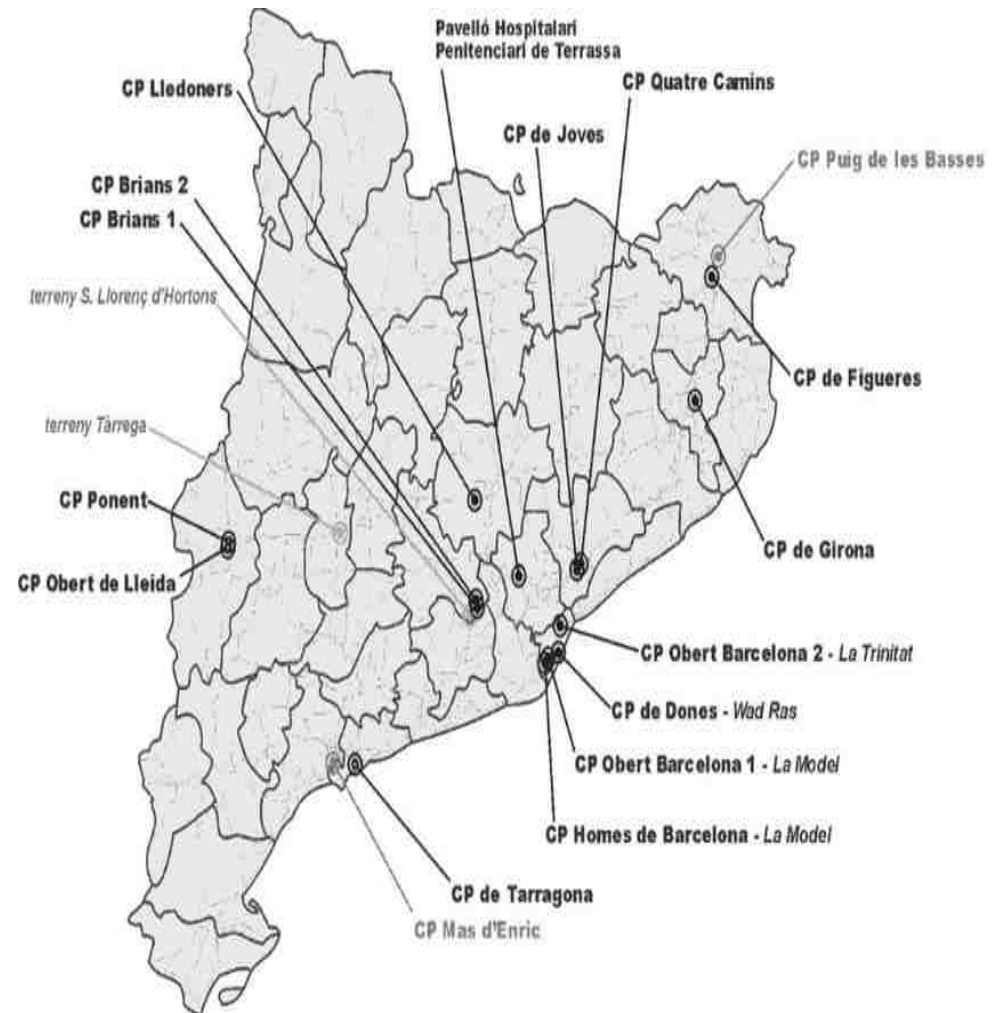 Pavelló Hospitalari
Penitenciari de Terrassa
CP Lledoners
CP Quatre Camins
CP de Joves
CP Puig de les Basses
CP Brians 2
CP Brians 1
terreny S. Llorenç d'Hortons
CP de Figueres
terreny Tàrrega
CP Ponent
CP de Girona
CP Obert de Lleida
CP Obert Barcelona 2 - La Trinitat
CP de Dones - Wad Ras
CP Obert Barcelona 1 - La Model
CP Homes de Barcelona - La Model
CP de Tarragona
CP Mas d'Enric